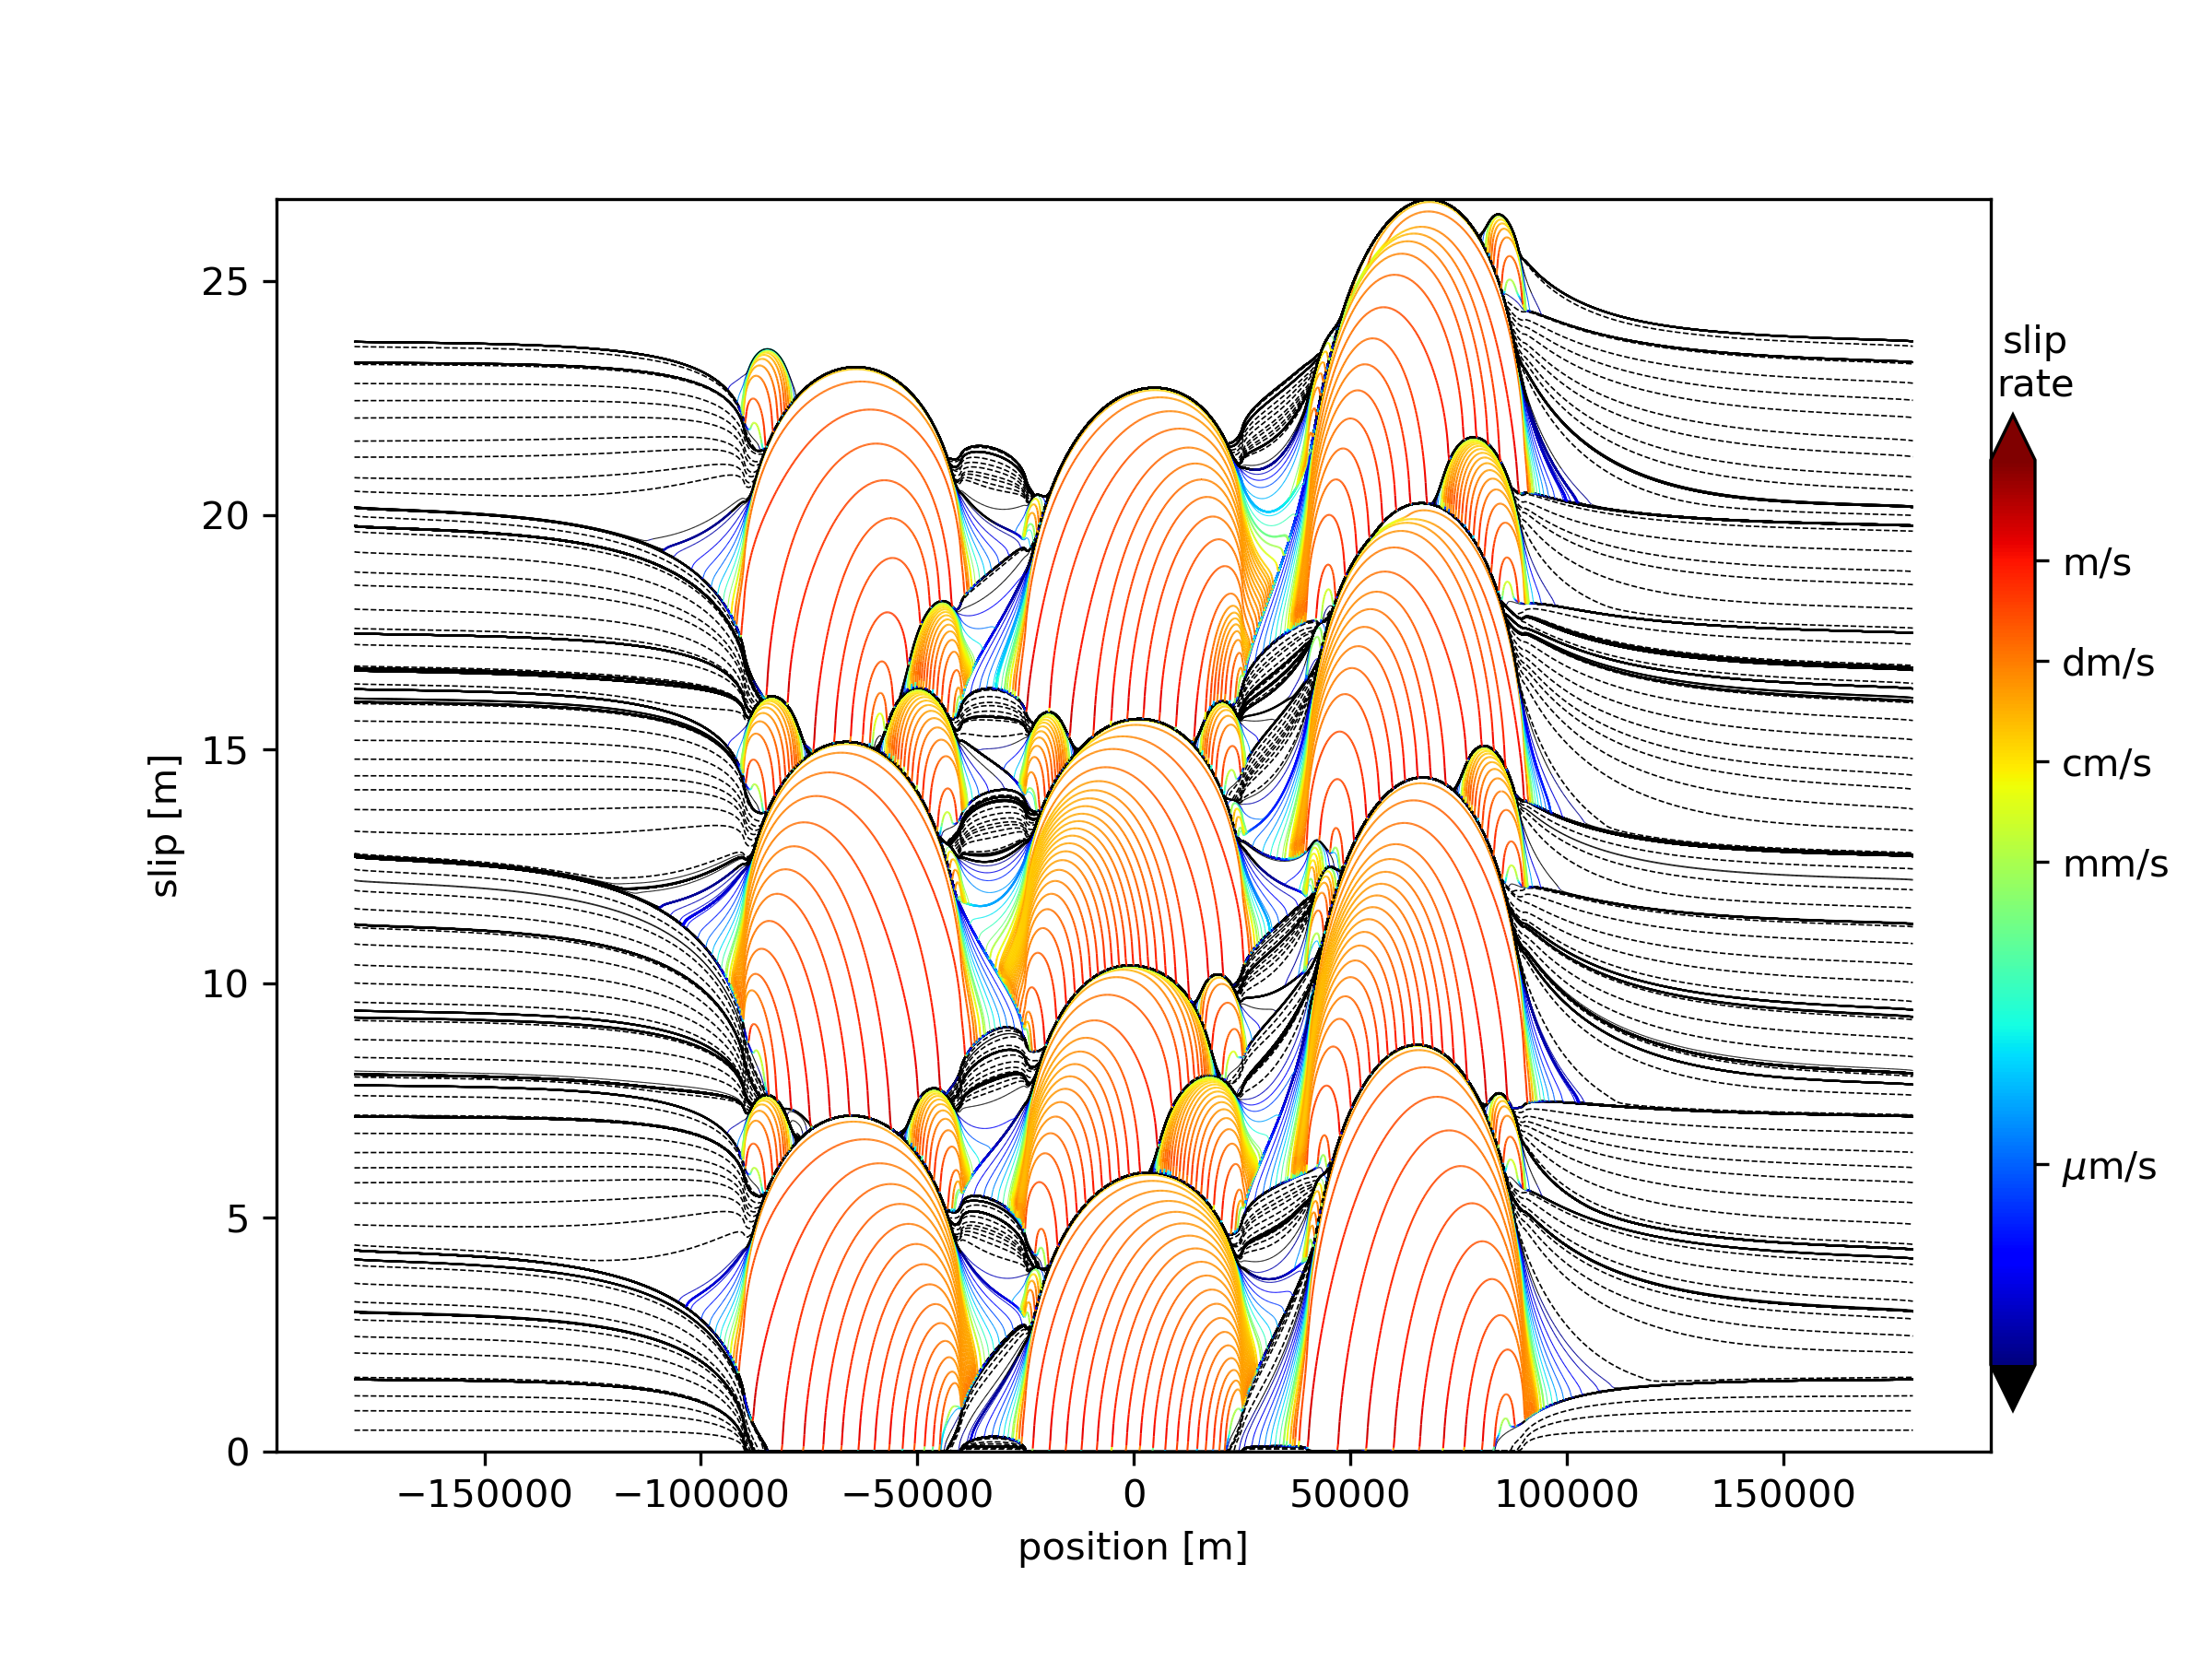 25
20
15
10
5
0
slip [m]
−150000 −100000 −50000 0 50000 100000 150000
position [m]
slip
rate
m/s
dm/s
cm/s
mm/s
μm/s